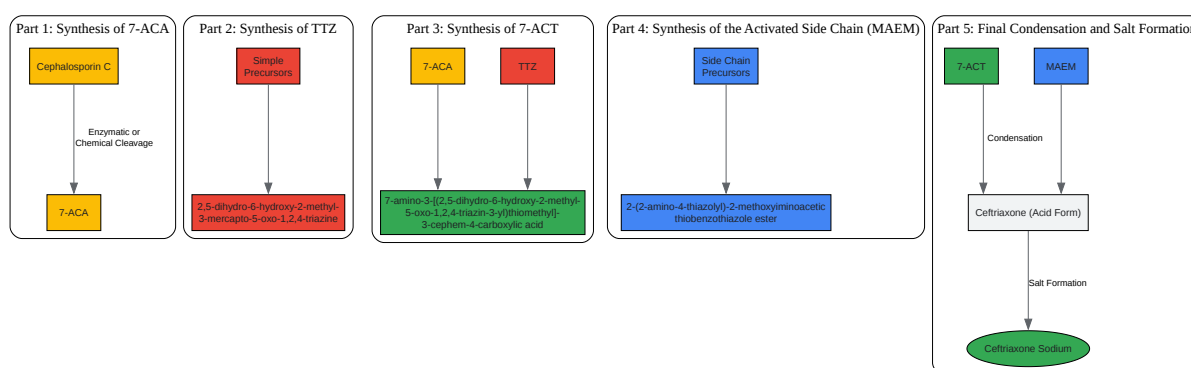 Part 1: Synthesis of 7-ACA
Cephalosporin C
Enzymatic or
Chemical Cleavage
7-ACA
Part 2: Synthesis of TTZ
Simple
Precursors
2,5-dihydro-6-hydroxy-2-methyl-
3-mercapto-5-oxo-1,2,4-triazine
Part 3: Synthesis of 7-ACT
7-ACA
TTZ
7-amino-3-[(2,5-dihydro-6-hydroxy-2-methyl-
5-oxo-1,2,4-triazin-3-yl)thiomethyl]-
3-cephem-4-carboxylic acid
Part 4: Synthesis of the Activated Side Chain (MAEM)
Side Chain
Precursors
2-(2-amino-4-thiazolyl)-2-methoxyiminoacetic
thiobenzothiazole ester
Part 5: Final Condensation and Salt Formation
7-ACT
MAEM
Condensation
Ceftriaxone (Acid Form)
Salt Formation
Ceftriaxone Sodium